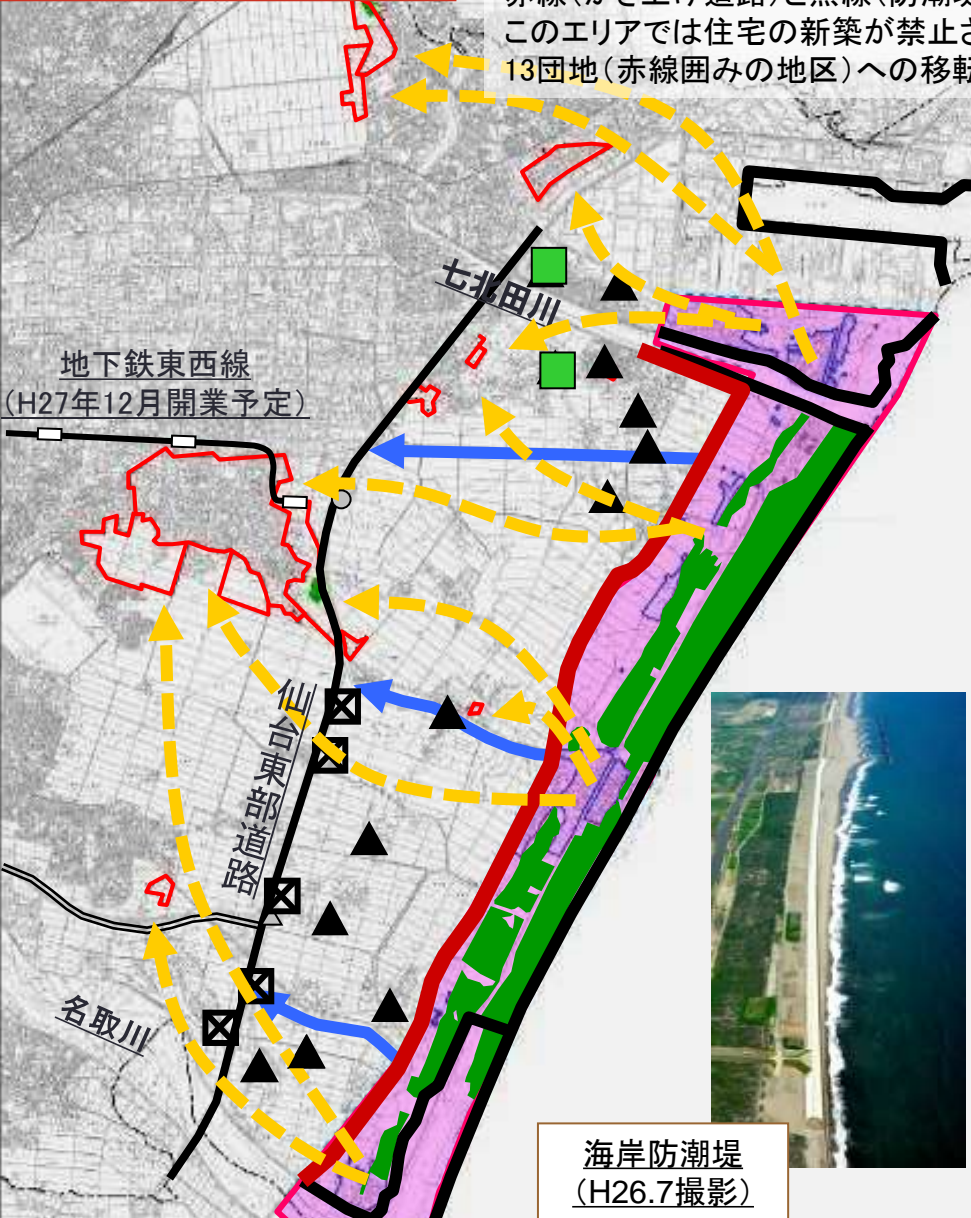 このエリアでは住宅の新築が禁止さ
13団地(赤線囲みの地区)への移転
七北田川
地下鉄東西線
(H27年12月開業予定)
仙台東部道路
名取川
海岸防潮堤
(H26.7撮影)